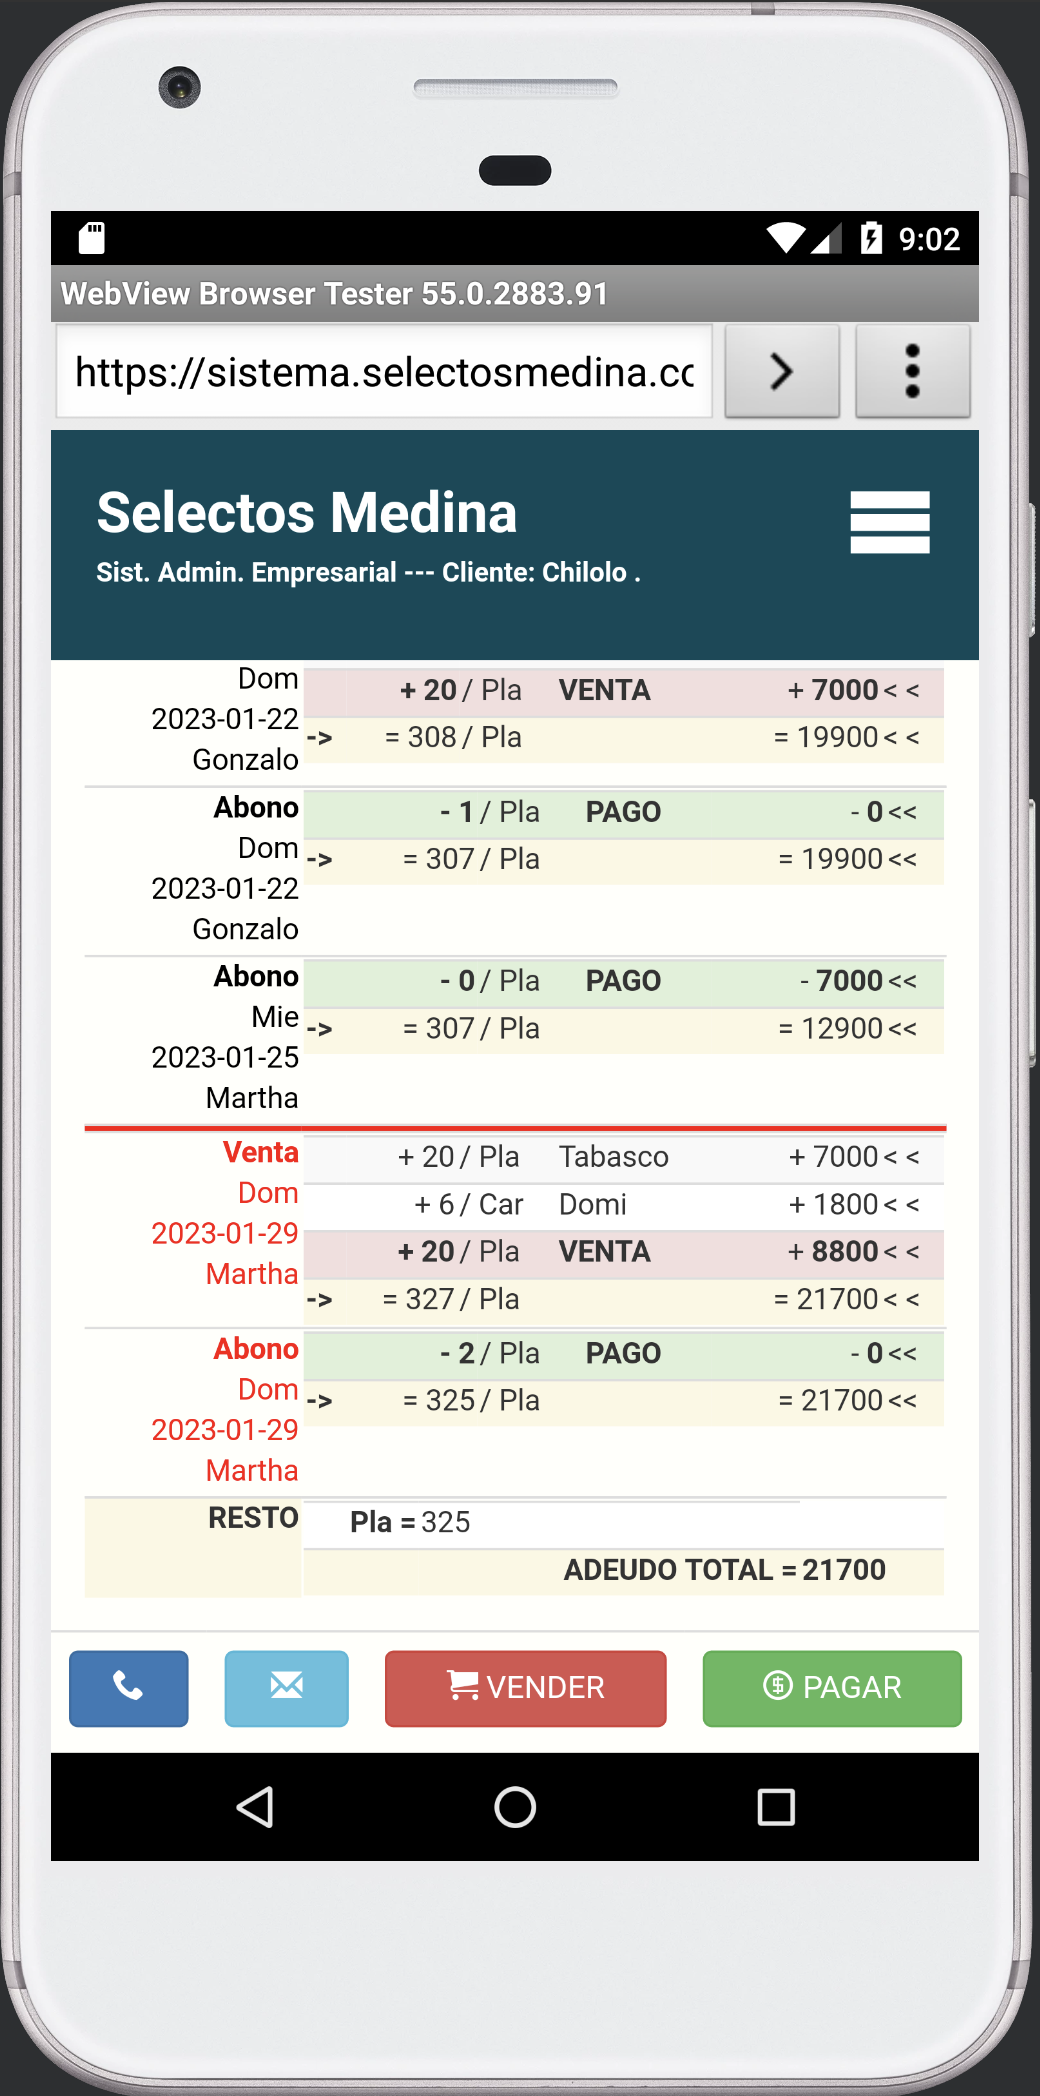 9:02
WebView Browser Tester 55.0.2883.91
https://sistema.selectosmedina.cc
Selectos Medina
Sist. Admin. Empresarial --- Cliente: Chilolo .
Dom
2023-01-22
Gonzalo
+ 20 / Pla VENTA + 7000 < <
-> = 308 / Pla = 19900 < <
Abono
Dom
2023-01-22
Gonzalo
- 1 / Pla PAGO - 0 <<
-> = 307 / Pla = 19900 <<
Abono
Mie
2023-01-25
Martha
- 0 / Pla PAGO - 7000 <<
-> = 307 / Pla = 12900 <<
Venta
Dom
2023-01-29
Martha
+ 20 / Pla Tabasco + 7000 < <
+ 6 / Car Domi + 1800 < <
+ 20 / Pla VENTA + 8800 < <
-> = 327 / Pla = 21700 < <
Abono
Dom
2023-01-29
Martha
- 2 / Pla PAGO - 0 <<
-> = 325 / Pla = 21700 <<
RESTO Pla = 325
ADEUDO TOTAL = 21700
VENDER
PAGAR